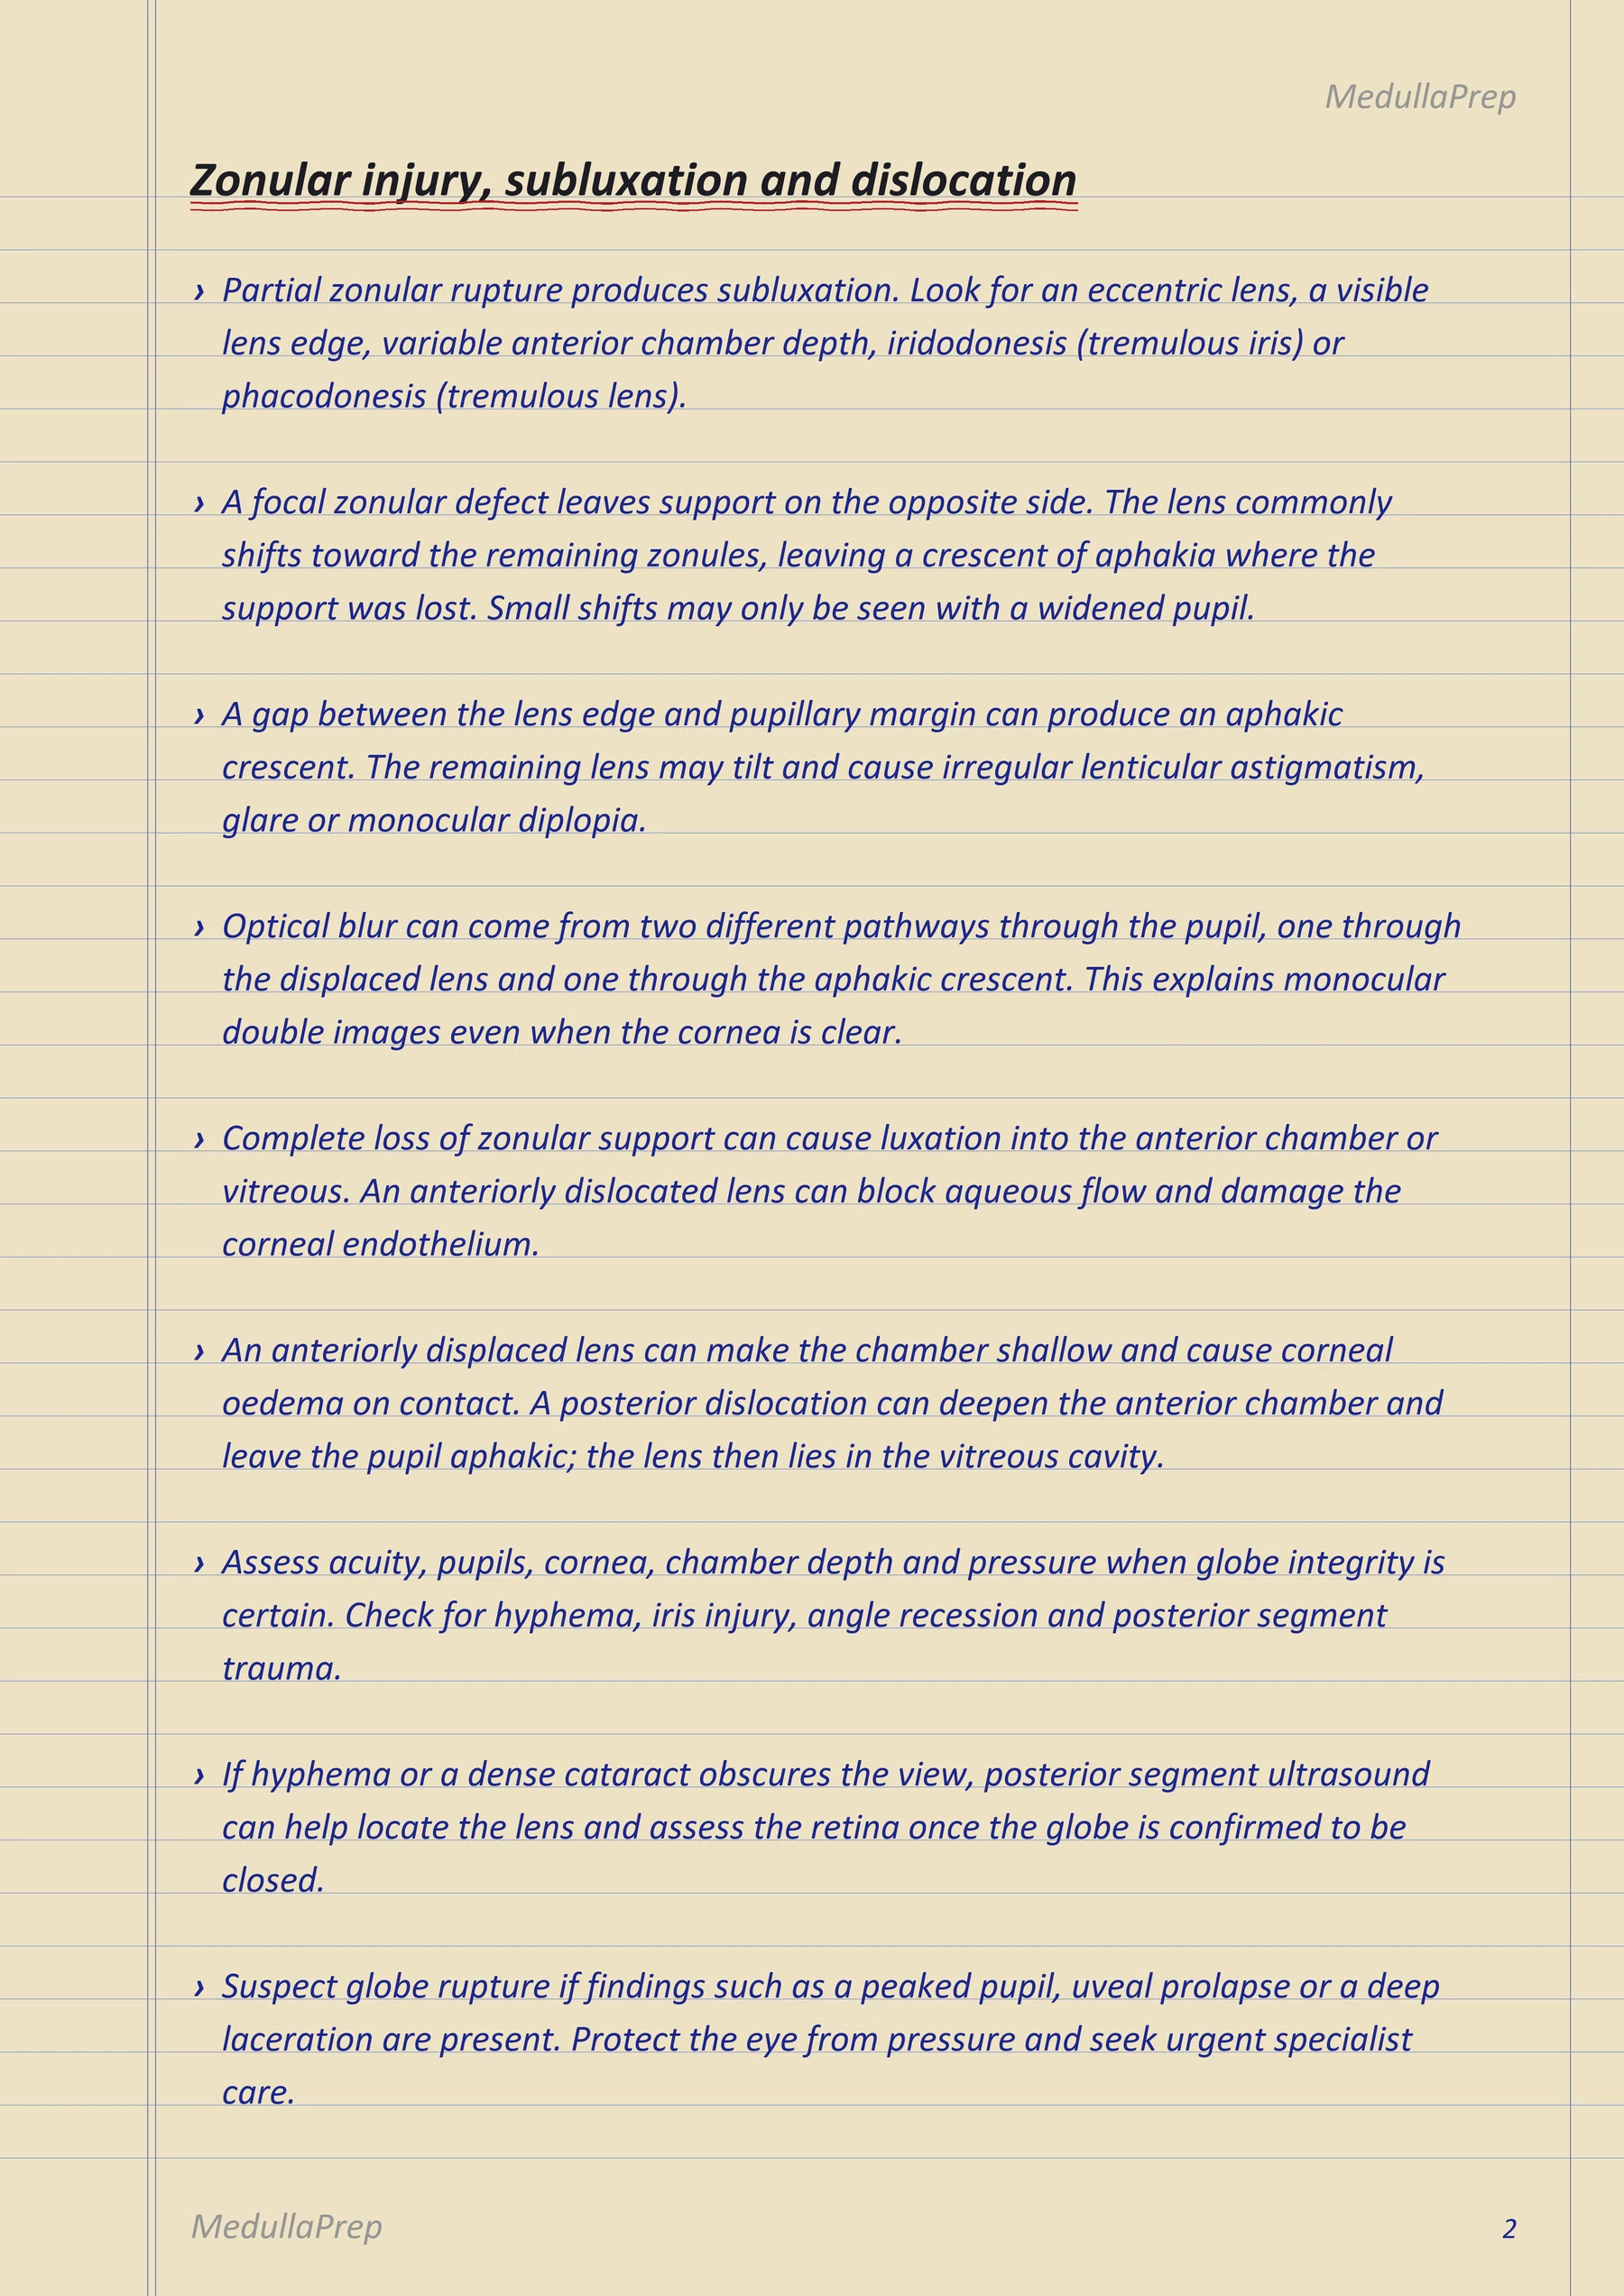 MedullaPrep
Zonular injury, subluxation and dislocation
› Partial zonular rupture produces subluxation. Look for an eccentric lens, a visible
lens edge, variable anterior chamber depth, iridodonesis (tremulous iris) or
phacodonesis (tremulous lens).
› A focal zonular defect leaves support on the opposite side. The lens commonly
shifts toward the remaining zonules, leaving a crescent of aphakia where the
support was lost. Small shifts may only be seen with a widened pupil.
› A gap between the lens edge and pupillary margin can produce an aphakic
crescent. The remaining lens may tilt and cause irregular lenticular astigmatism,
glare or monocular diplopia.
› Optical blur can come from two different pathways through the pupil, one through
the displaced lens and one through the aphakic crescent. This explains monocular
double images even when the cornea is clear.
› Complete loss of zonular support can cause luxation into the anterior chamber or
vitreous. An anteriorly dislocated lens can block aqueous flow and damage the
corneal endothelium.
› An anteriorly displaced lens can make the chamber shallow and cause corneal
oedema on contact. A posterior dislocation can deepen the anterior chamber and
leave the pupil aphakic; the lens then lies in the vitreous cavity.
› Assess acuity, pupils, cornea, chamber depth and pressure when globe integrity is
certain. Check for hyphema, iris injury, angle recession and posterior segment
trauma.
› If hyphema or a dense cataract obscures the view, posterior segment ultrasound
can help locate the lens and assess the retina once the globe is confirmed to be
closed.
› Suspect globe rupture if findings such as a peaked pupil, uveal prolapse or a deep
laceration are present. Protect the eye from pressure and seek urgent specialist
care.
MedullaPrep
2